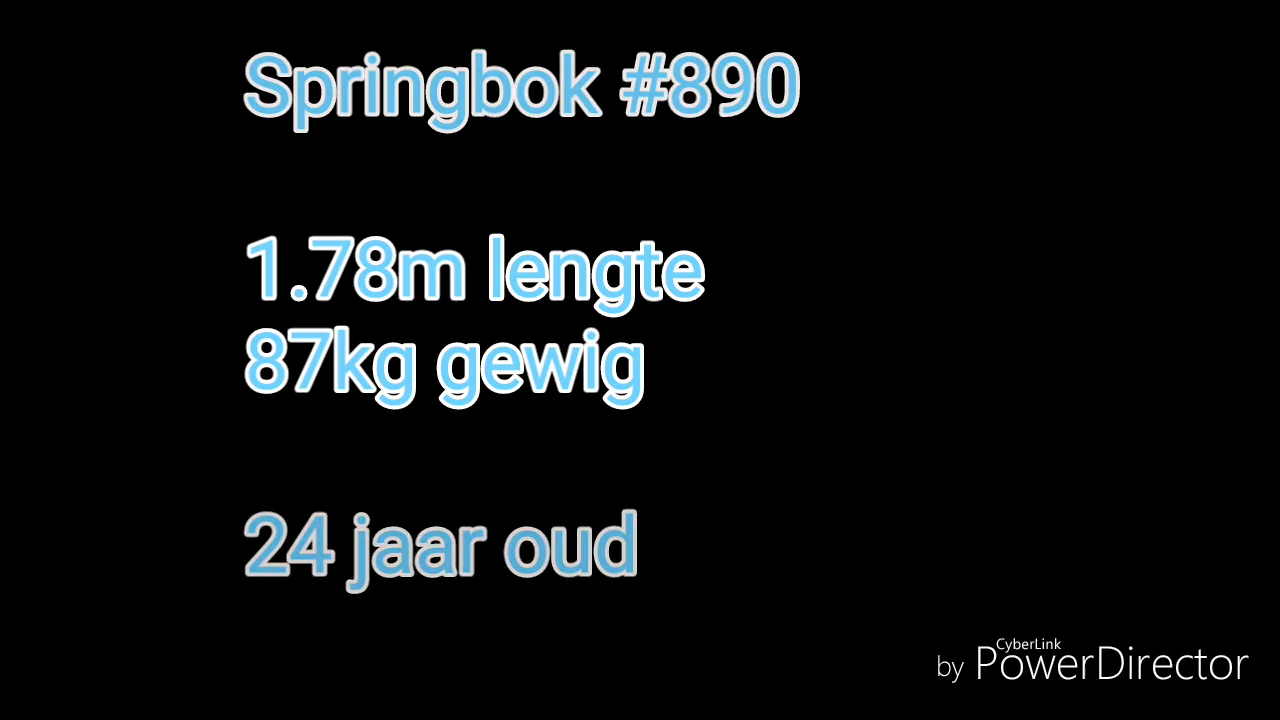 Springbok #890
1.78m lengte
87kg gewig
24 jaar oud
CyberLink
by PowerDirector